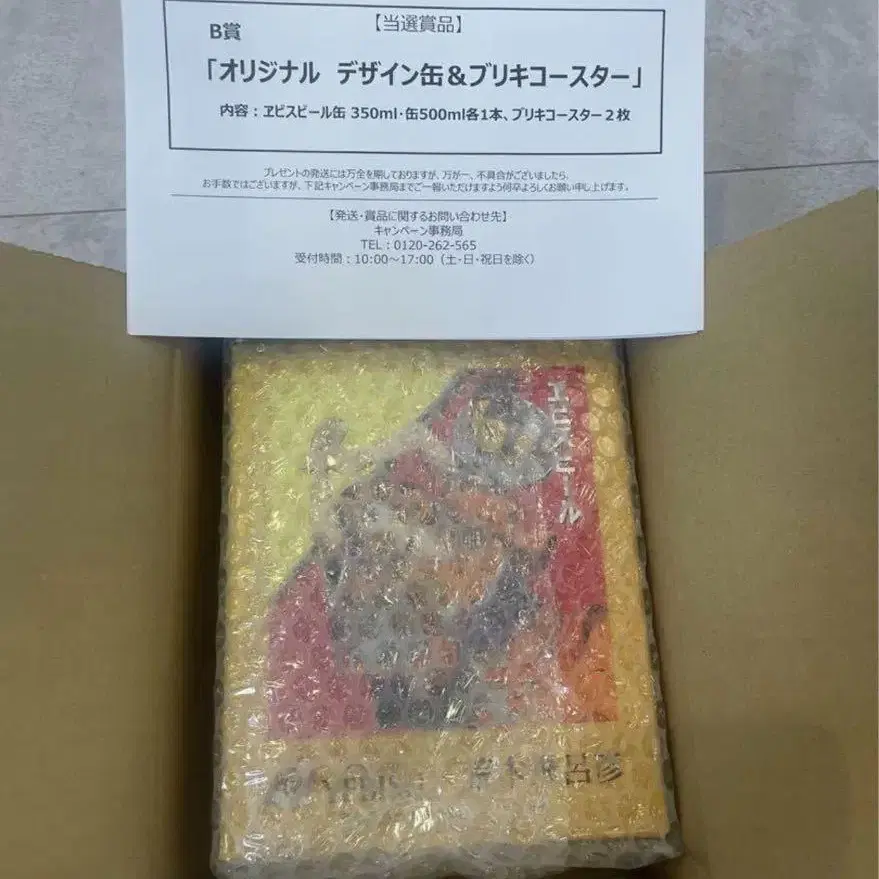 【当選賞品】
B賞
「オリジナル デザイン缶&ブリキコースター」
内容:ヱビスビール缶 350ml・缶500ml各1本、ブリキコースター2枚
プレゼントの発送には万全を期しておりますが、万が一、不具合がございましたら、
お手数ではございますが、下記キャンペーン事務局までご一報いただけますよう何卒よろしくお願い申し上げます。
【発送・賞品に関するお問い合わせ先】
キャンペーン事務局
TEL:0120-262-565
受付時間:10:00～17:00(土・日・祝日を除く)
ヱビスビール